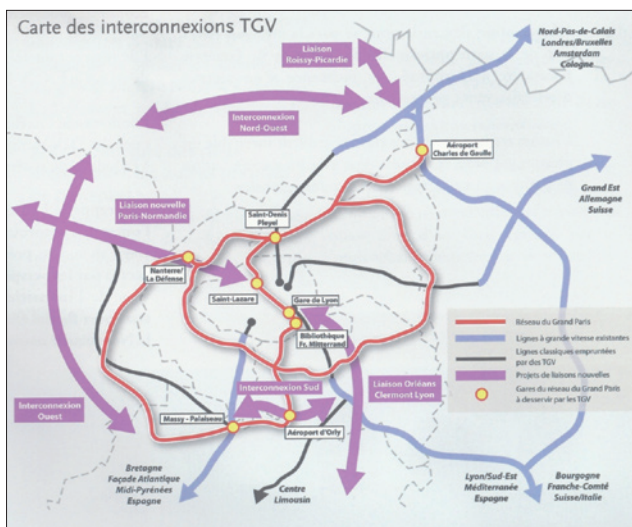 Carte des interconnexions TGV
Nord-Pas-de-Calais
Londres/Bruxelles
Amsterdam
Cologne
Liaison
Roissy-Picardie
Interconnexion
Nord-Ouest
Aéroport
Charles de Gaulle
Grand Est
Allemagne
Suisse
Liaison nouvelle
Paris-Normandie
Saint-Denis
Pleyel
Nanterre/
La Défense
Saint-Lazare
Gare de Lyon
Bibliothèque
Fr. Mitterrand
Réseau du Grand Paris
Lignes à grande vitesse existantes
Lignes classiques empruntées
par des TGV
Projets de liaisons nouvelles
Gares du réseau du Grand Paris
à desservir par les TGV
Interconnexion Sud
Liaison Orléans
Clermont Lyon
Interconnexion
Ouest
Massy - Palaiseau
Aéroport d'Orly
Bretagne
Façade Atlantique
Midi-Pyrénées
Espagne
Centre
Limousin
Lyon/Sud-Est
Méditerranée
Espagne
Bourgogne
Franche-Comté
Suisse/Italie